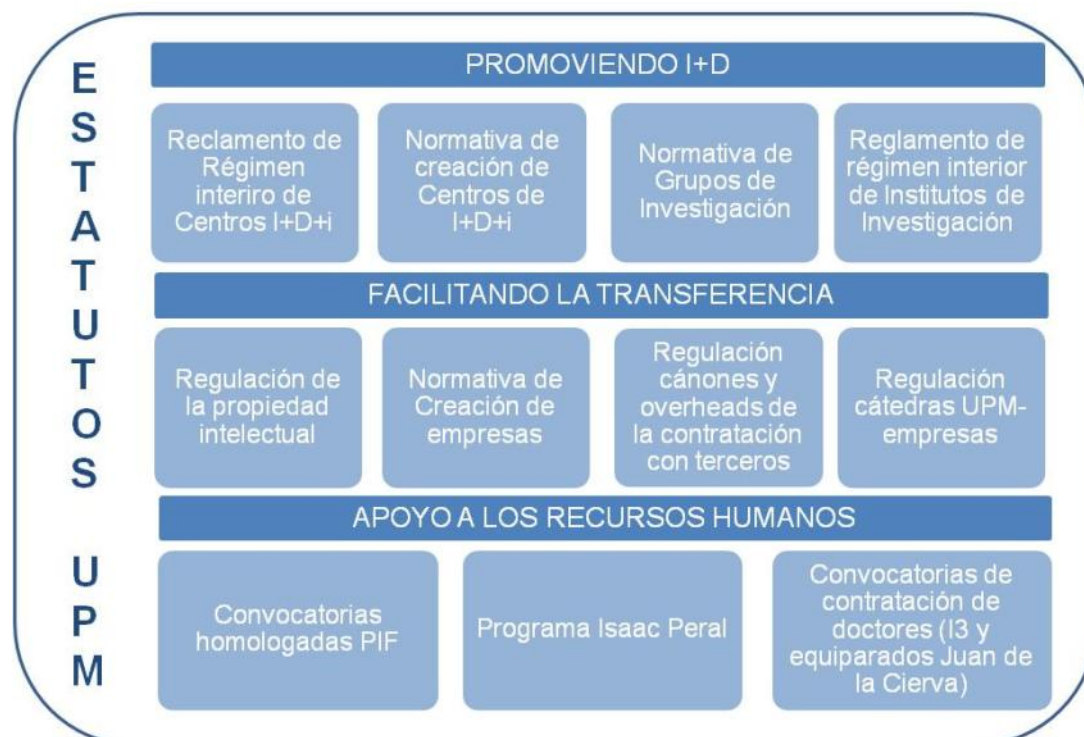 ESTATUTOS UPM
PROMOVIENDO I+D
Reclamento de
Régimen
interiro de
Centros I+D+i
Normativa de
creación de
Centros de
I+D+i
Normativa de
Grupos de
Investigación
Reglamento de
régimen interior
de Institutos de
Investigación
FACILITANDO LA TRANSFERENCIA
Regulación de
la propiedad
intelectual
Normativa de
Creación de
empresas
Regulación
cánones y
overheads de
la contratación
con terceros
Regulación
cátedras UPM-
empresas
APOYO A LOS RECURSOS HUMANOS
Convocatorias
homologadas PIF
Programa Isaac Peral
Convocatorias de
contratación de
doctores (I3 y
equiparados Juan de
la Cierva)